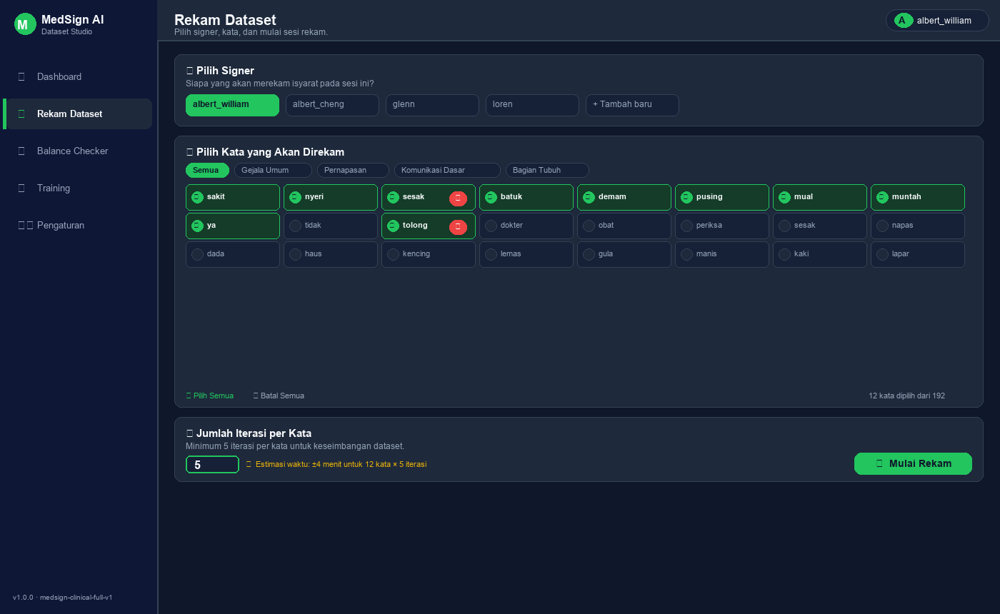 M MedSign AI
Dataset Studio
Dashboard
Rekam Dataset
Balance Checker
Training
Pengaturan
v1.0.0 · medsign-clinical-full-v1
Rekam Dataset
Pilih signer, kata, dan mulai sesi rekam.
A albert_william
Pilih Signer
Siapa yang akan merekam isyarat pada sesi ini?
albert_william albert_cheng glenn loren + Tambah baru
Pilih Kata yang Akan Direkam
Semua Gejala Umum Pernapasan Komunikasi Dasar Bagian Tubuh
sakit nyeri sesak batuk demam pusing mual muntah
ya tidak tolong dokter obat periksa sesak napas
dada haus kencing lemas gula manis kaki lapar
Pilih Semua Batal Semua 12 kata dipilih dari 192
Jumlah Iterasi per Kata
Minimum 5 iterasi per kata untuk keseimbangan dataset.
5 Estimasi waktu: ±4 menit untuk 12 kata × 5 iterasi
Mulai Rekam